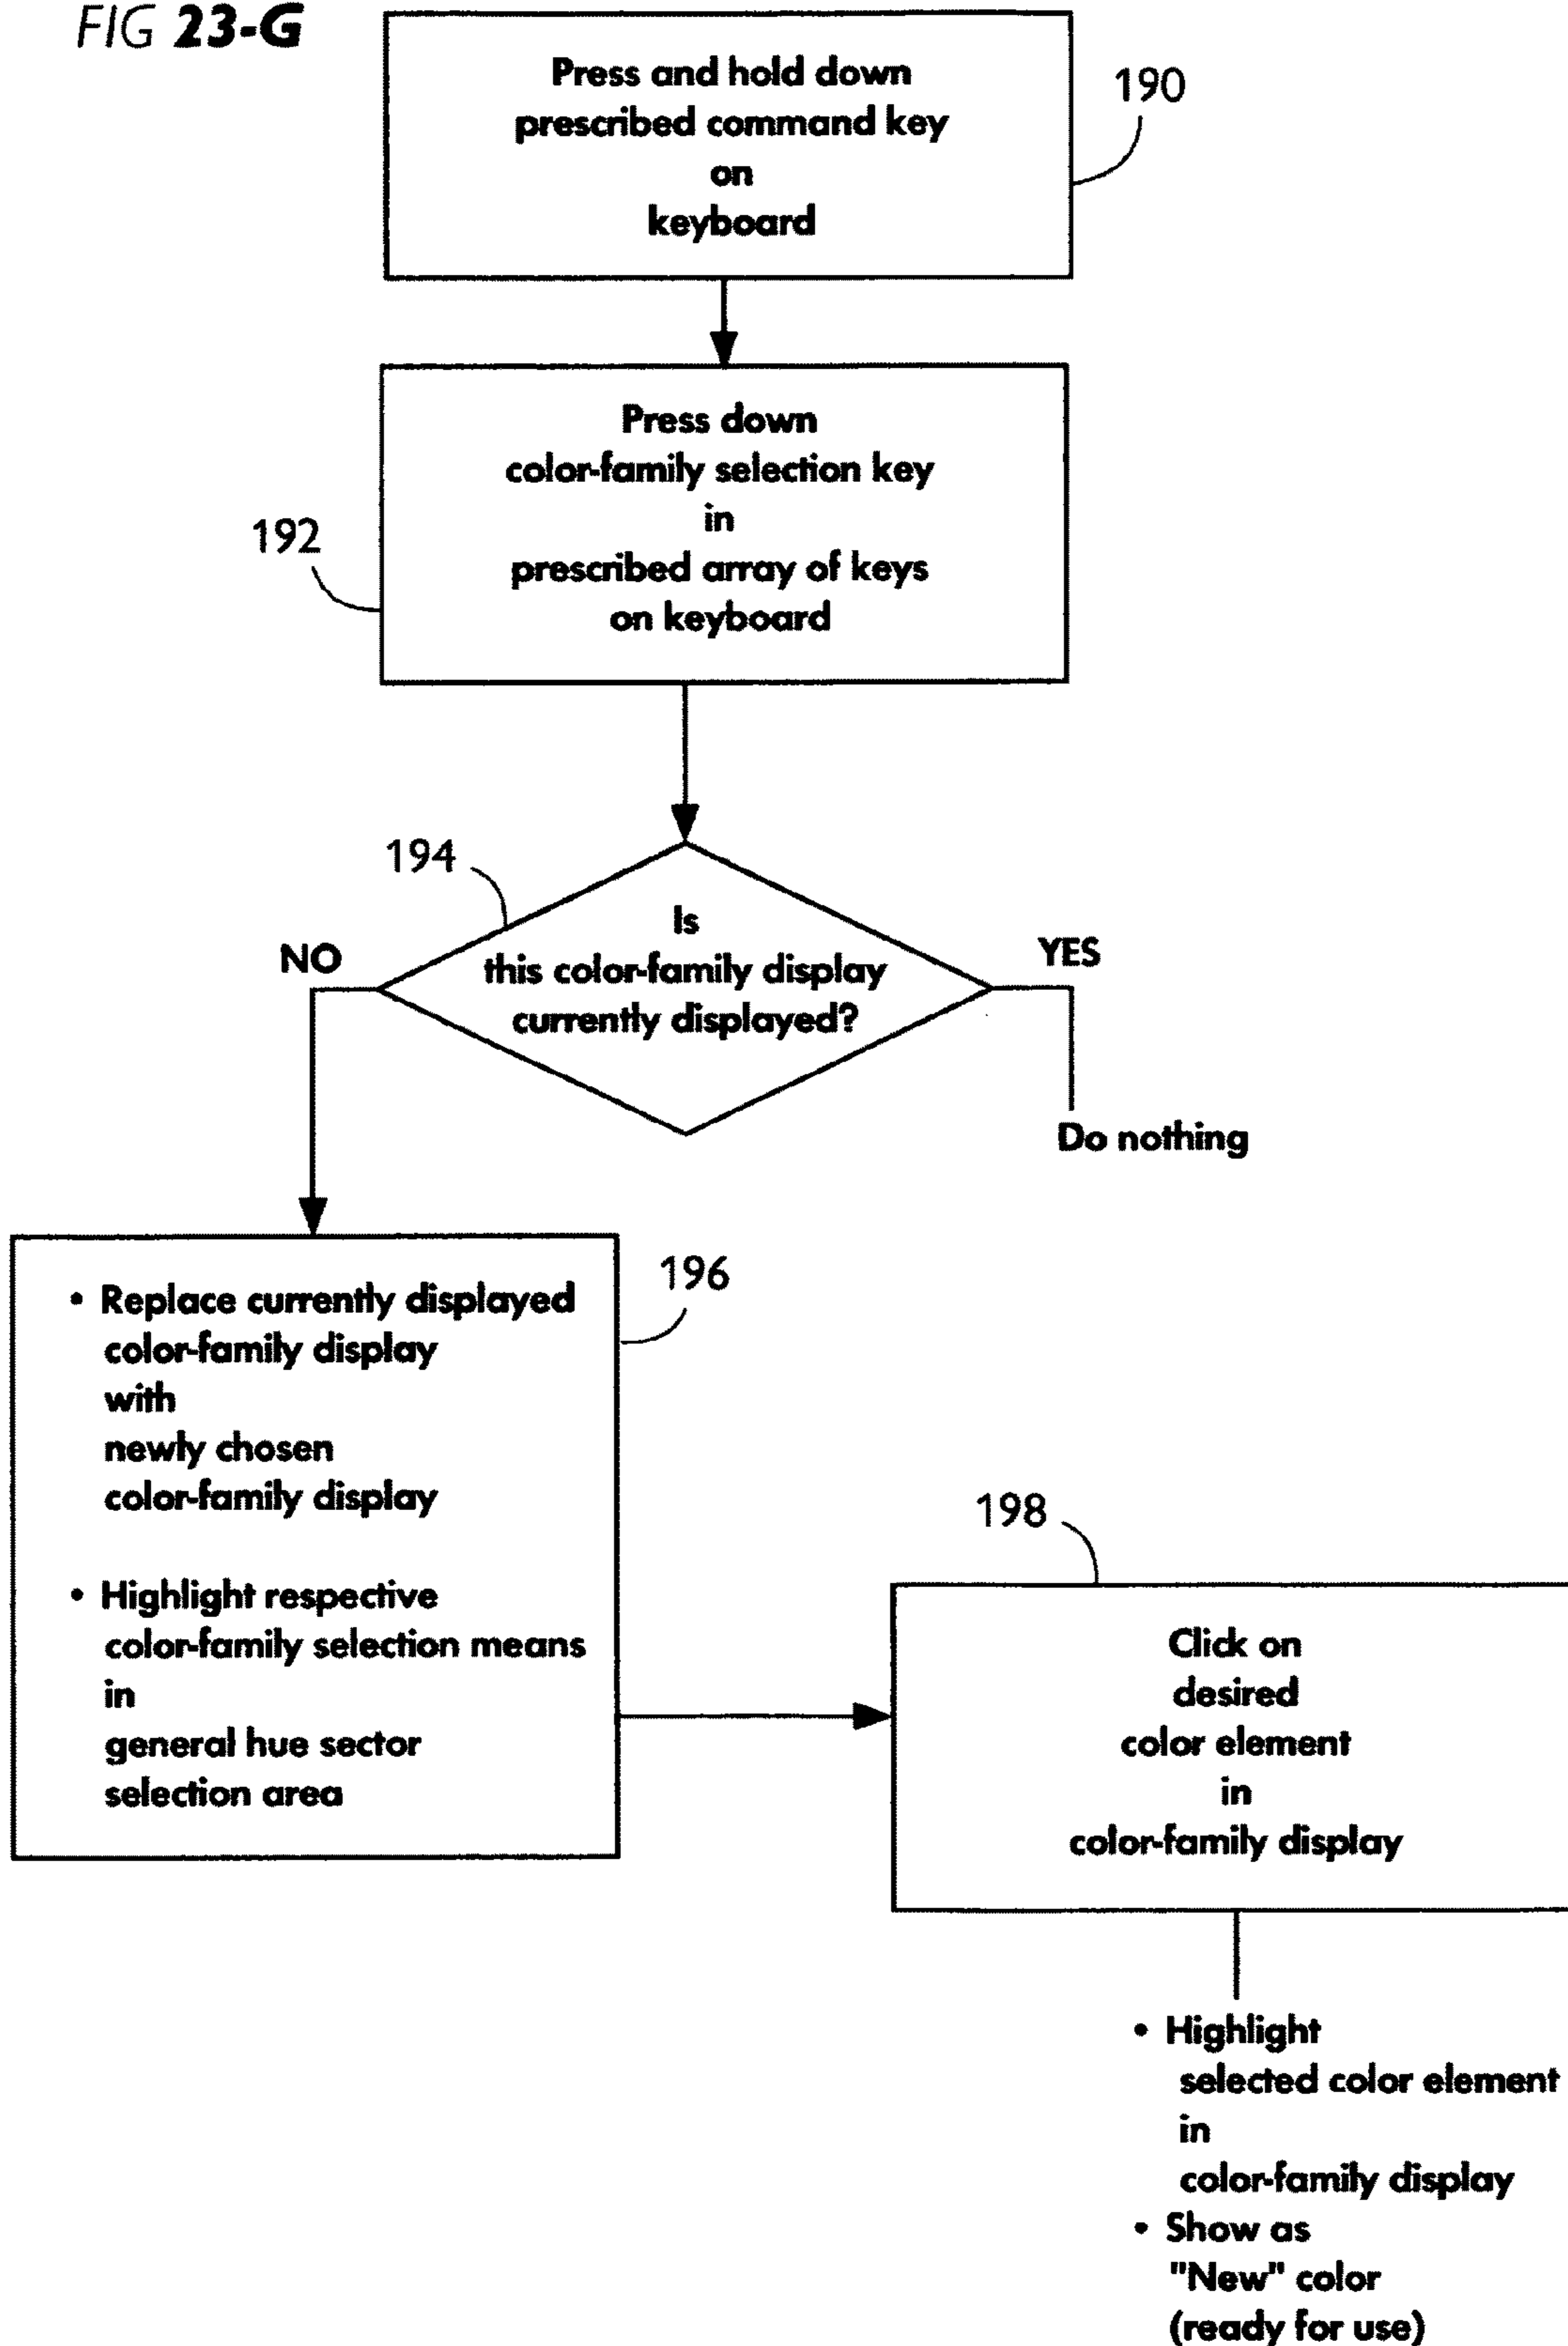 FIG 23-G
Press and hold down
prescribed command key
on
keyboard
190
Press down
color-family selection key
in
prescribed array of keys
on keyboard
192
194
Is
this color-family display
currently displayed?
NO
YES
Do nothing
• Replace currently displayed
color-family display
with
newly chosen
color-family display
• Highlight respective
color-family selection means
in
general hue sector
selection area
196
198
Click on
desired
color element
in
color-family display
• Highlight
selected color element
in
color-family display
• Show as
"New" color
(ready for use)